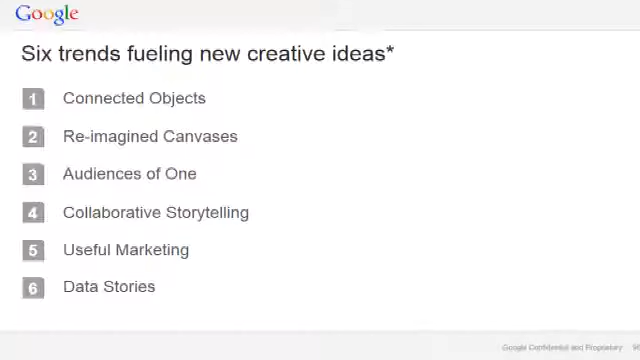 Google
Six trends fueling new creative ideas*
1 Connected Objects
2 Re-imagined Canvases
3 Audiences of One
4 Collaborative Storytelling
5 Useful Marketing
6 Data Stories
Google Confidential and Proprietary